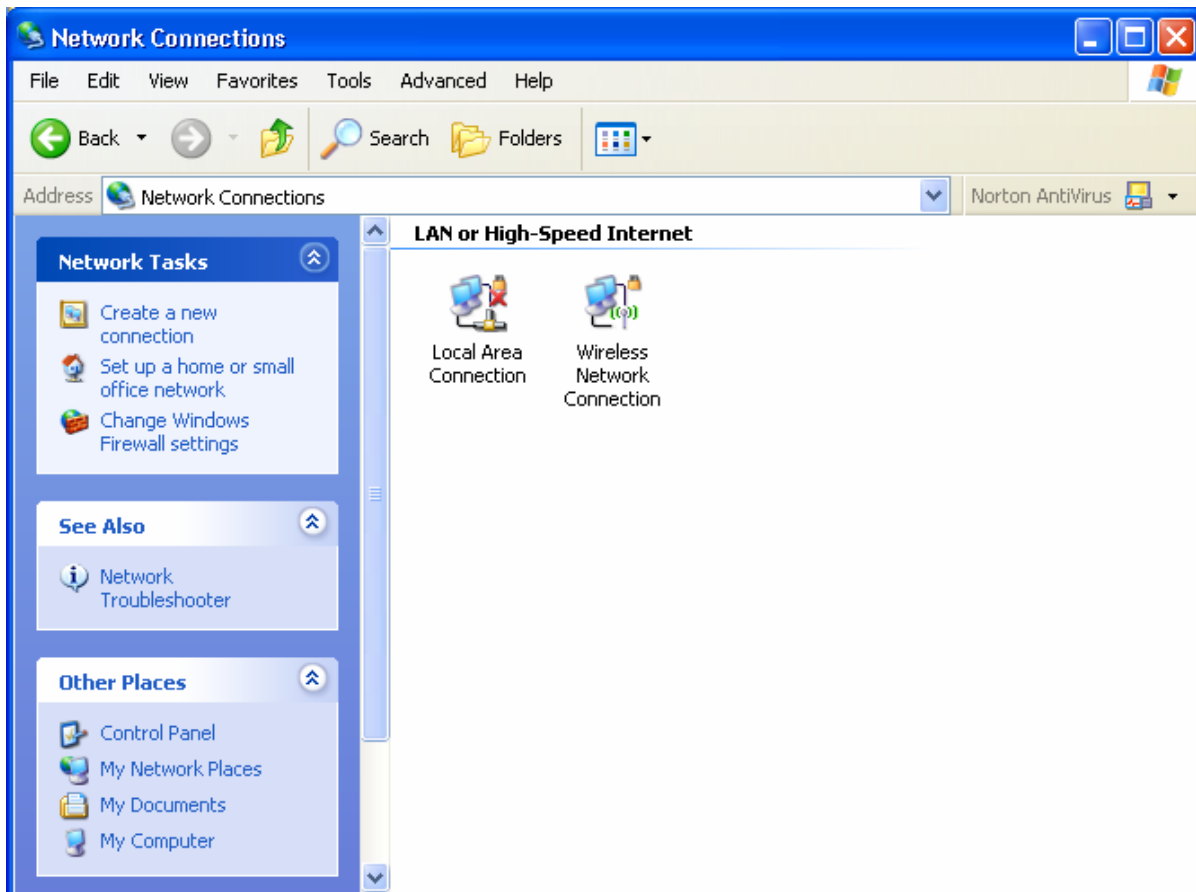 Network Connections
File Edit View Favorites Tools Advanced Help
Back Search Folders
Address Network Connections Norton AntiVirus
Network Tasks
Create a new
connection
Set up a home or small
office network
Change Windows
Firewall settings
See Also
Network
Troubleshooter
Other Places
Control Panel
My Network Places
My Documents
My Computer
LAN or High-Speed Internet
Local Area
Connection
Wireless
Network
Connection